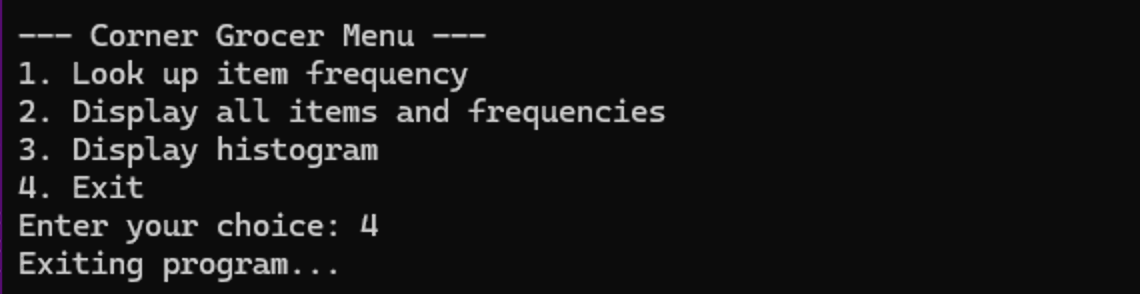 --- Corner Grocer Menu ---
1. Look up item frequency
2. Display all items and frequencies
3. Display histogram
4. Exit
Enter your choice: 4
Exiting program...